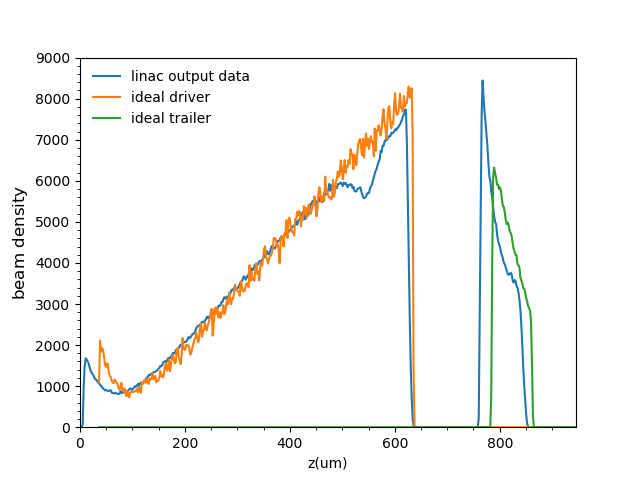 9000
8000
7000
6000
5000
4000
3000
2000
1000
0
beam density
linac output data
ideal driver
ideal trailer
0 200 400 600 800
z(um)